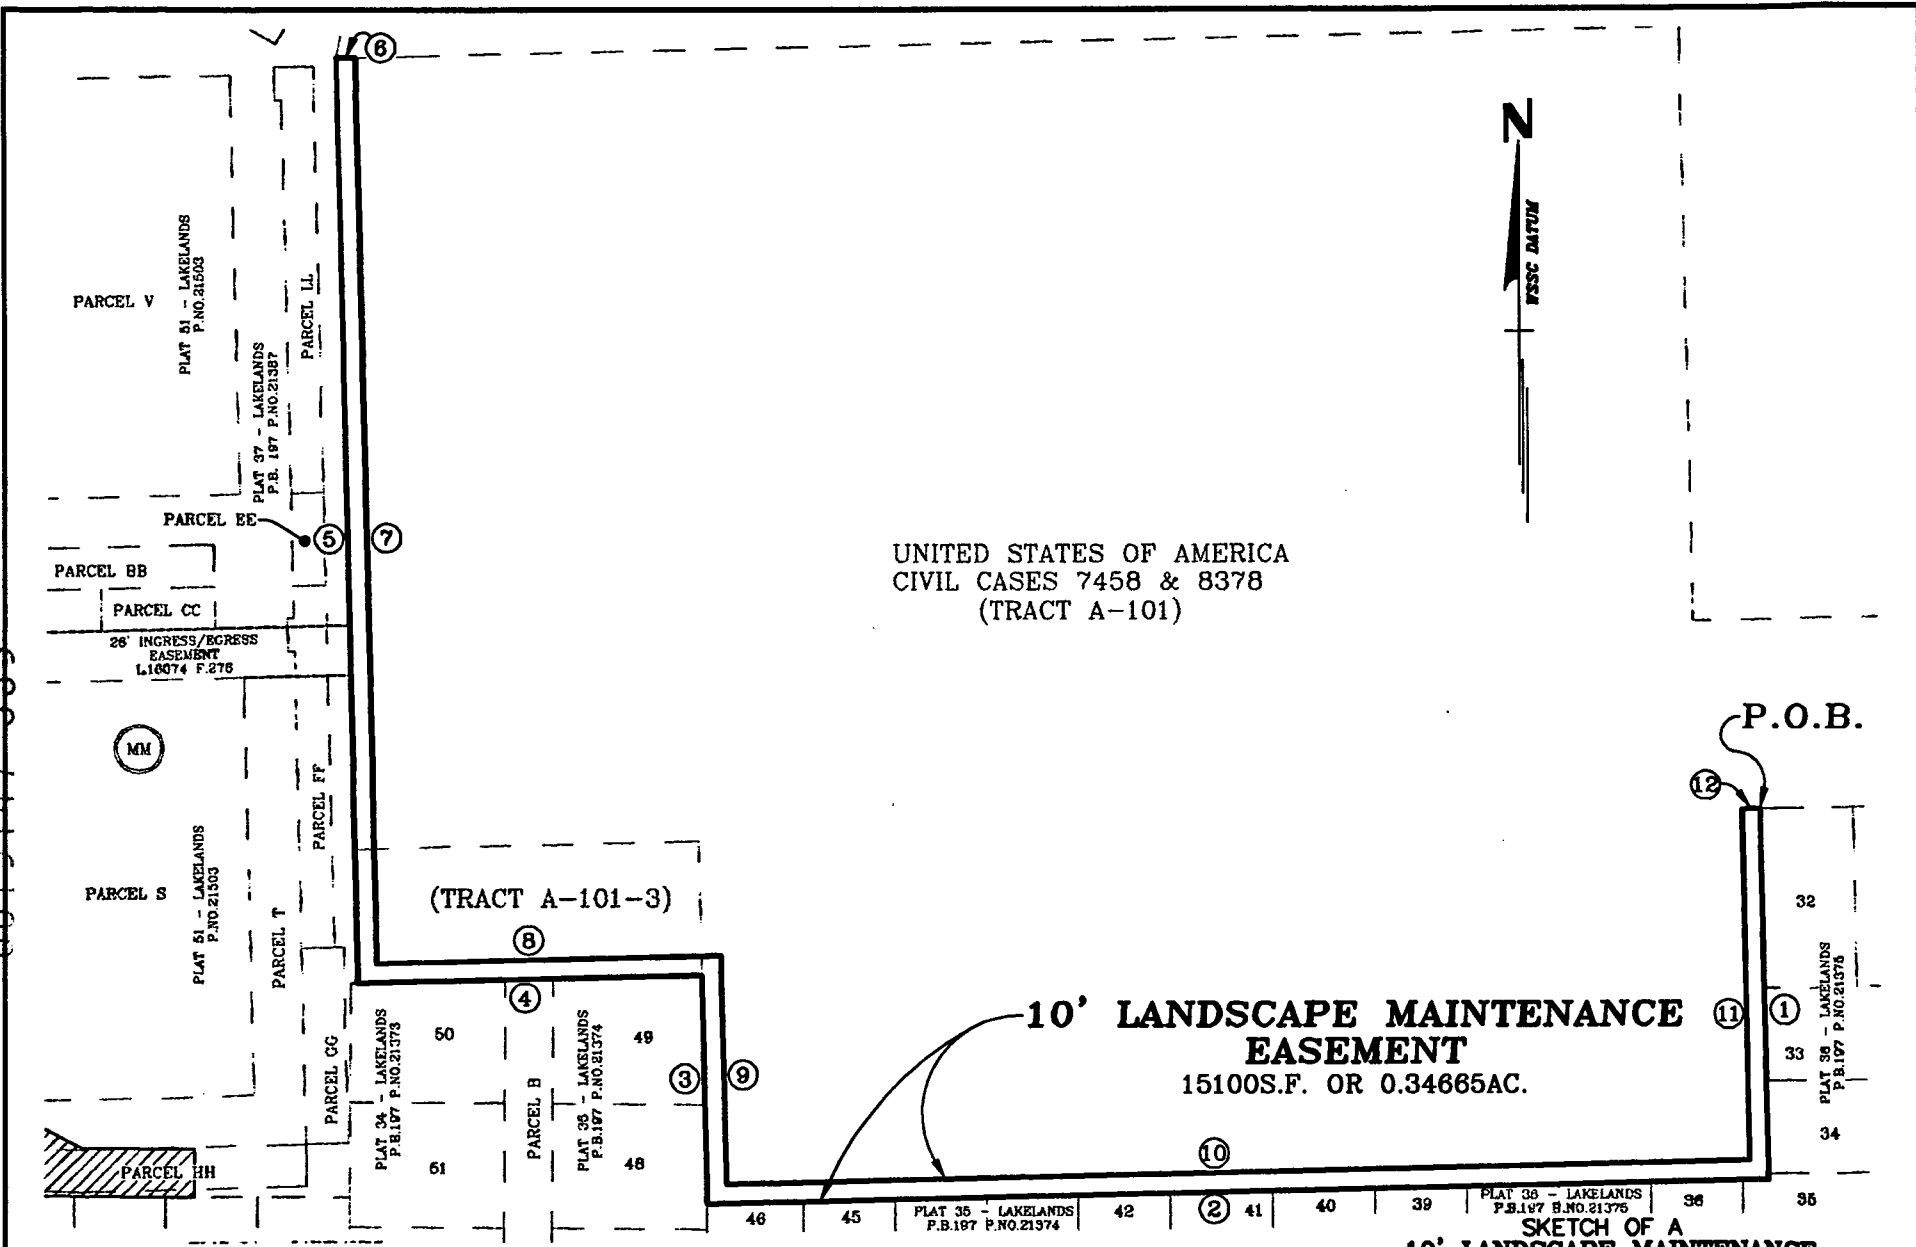 6
N
WSSC DATUM
PARCEL V
PLAT 51 - LAKELANDS
P.NO.21503
PARCEL LL
PLAT 37 - LAKELANDS
P.B. 197 P.NO.21387
PARCEL EE
5
7
UNITED STATES OF AMERICA
CIVIL CASES 7458 & 8378
(TRACT A-101)
PARCEL BB
PARCEL CC
26' INGRESS/EGRESS
EASEMENT
L.16074 F.276
P.O.B.
MM
12
PARCEL FF
PARCEL S
PLAT 51 - LAKELANDS
P.NO.21503
PARCEL T
(TRACT A-101-3)
32
8
4
10' LANDSCAPE MAINTENANCE
EASEMENT
15100S.F. OR 0.34665AC.
11
1
33
34
PLAT 36 - LAKELANDS
P.B.197 P.NO.21375
PARCEL GG
PLAT 34 - LAKELANDS
P.B.197 P.NO.21373
50
51
PARCEL B
PLAT 35 - LAKELANDS
P.B.197 P.NO.21374
49
48
3
9
10
PARCEL HH
46
45
PLAT 35 - LAKELANDS
P.B.197 P.NO.21374
42
2
41
40
39
PLAT 36 - LAKELANDS
P.B.197 P.NO.21375
36
35
SKETCH OF A
10' LANDSCAPE MAINTENANCE